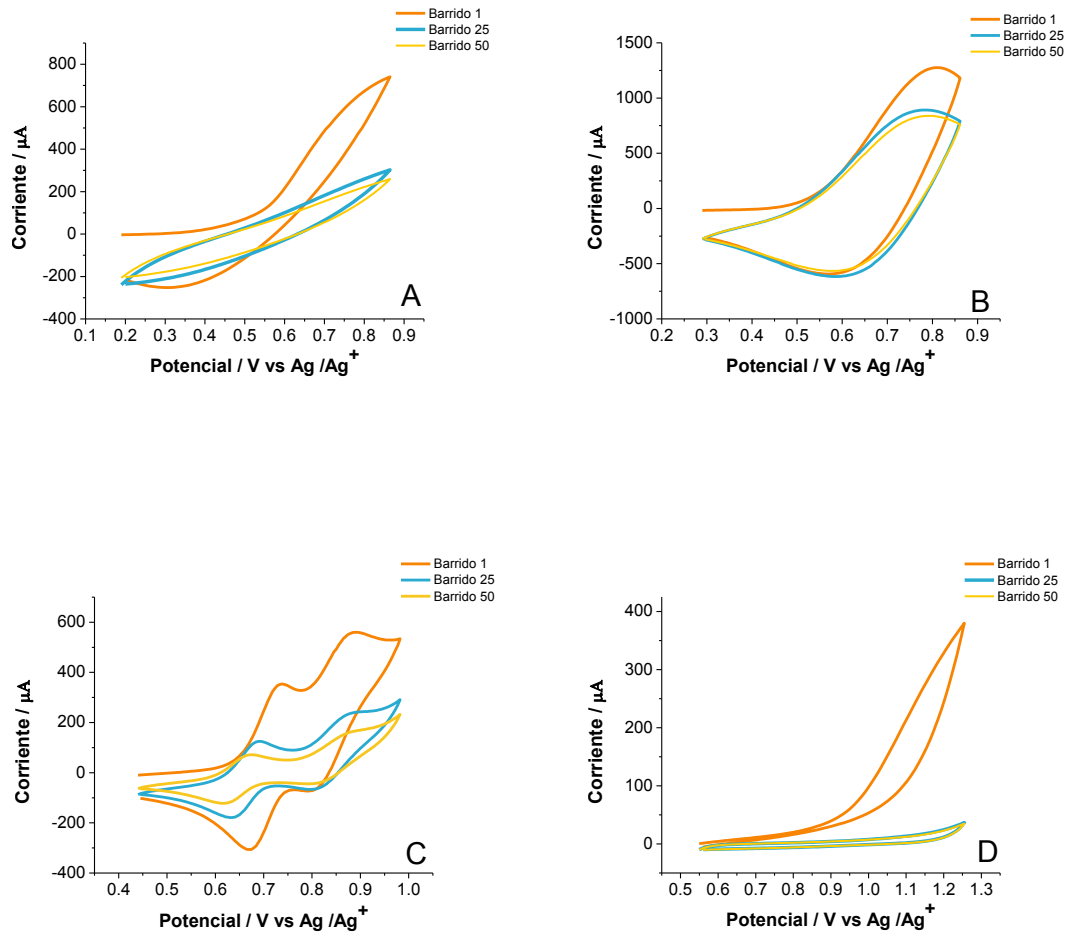 Barrido 1
Barrido 25
Barrido 50
800
600
400
200
0
-200
-400
0.1 0.2 0.3 0.4 0.5 0.6 0.7 0.8 0.9
Corriente / µA
Potencial / V vs Ag /Ag+
A
Barrido 1
Barrido 25
Barrido 50
1500
1000
500
0
-500
-1000
0.2 0.3 0.4 0.5 0.6 0.7 0.8 0.9
Corriente / µA
Potencial / V vs Ag /Ag+
B
Barrido 1
Barrido 25
Barrido 50
600
400
200
0
-200
-400
0.4 0.5 0.6 0.7 0.8 0.9 1.0
Corriente / µA
Potencial / V vs Ag /Ag+
C
Barrido 1
Barrido 25
Barrido 50
400
300
200
100
0
0.5 0.6 0.7 0.8 0.9 1.0 1.1 1.2 1.3
Corriente / µA
Potencial / V vs Ag /Ag+
D